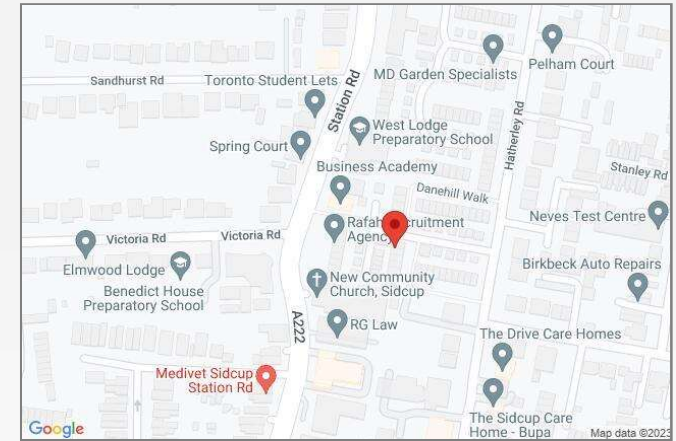 Sandhurst Rd
Toronto Student Lets
Station Rd
MD Garden Specialists
Pelham Court
Spring Court
West Lodge
Preparatory School
Hatherley Rd
Business Academy
Danehill Walk
Stanley Rd
Victoria Rd
Victoria Rd
Rafah
Agency
Neves Test Centre
Elmwood Lodge
Benedict House
Preparatory School
New Community
Church, Sidcup
Birkbeck Auto Repairs
A222
RG Law
The Drive Care Homes
Medivet Sidcup
Station Rd
The Sidcup Care
Home - Bupa
Google
Map data ©2023